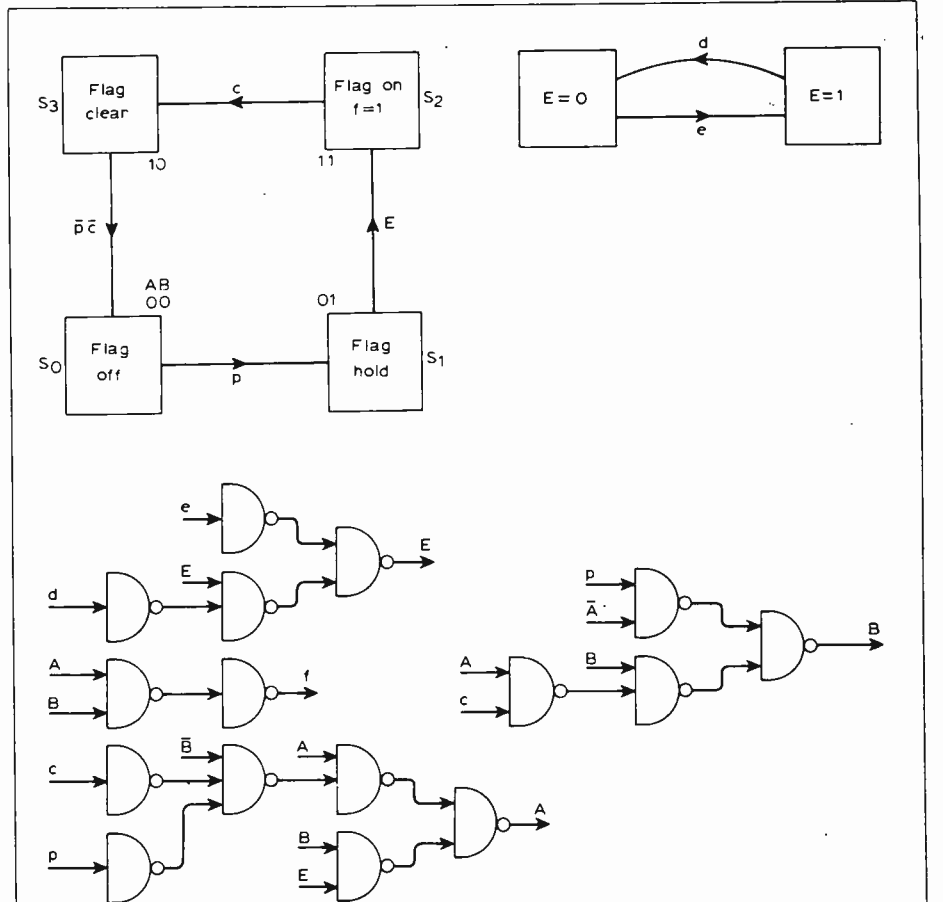 Flag clear
S3
10
c
Flag on f=1
S2
11
d
E=0
E=1
e
p̄ c̄
E
AB
00
01
S0
Flag off
p
Flag hold
S1
e
E
d
E
A
B
f
c
B̄
A
p
B
E
A
p
Ā
B
A
c
B